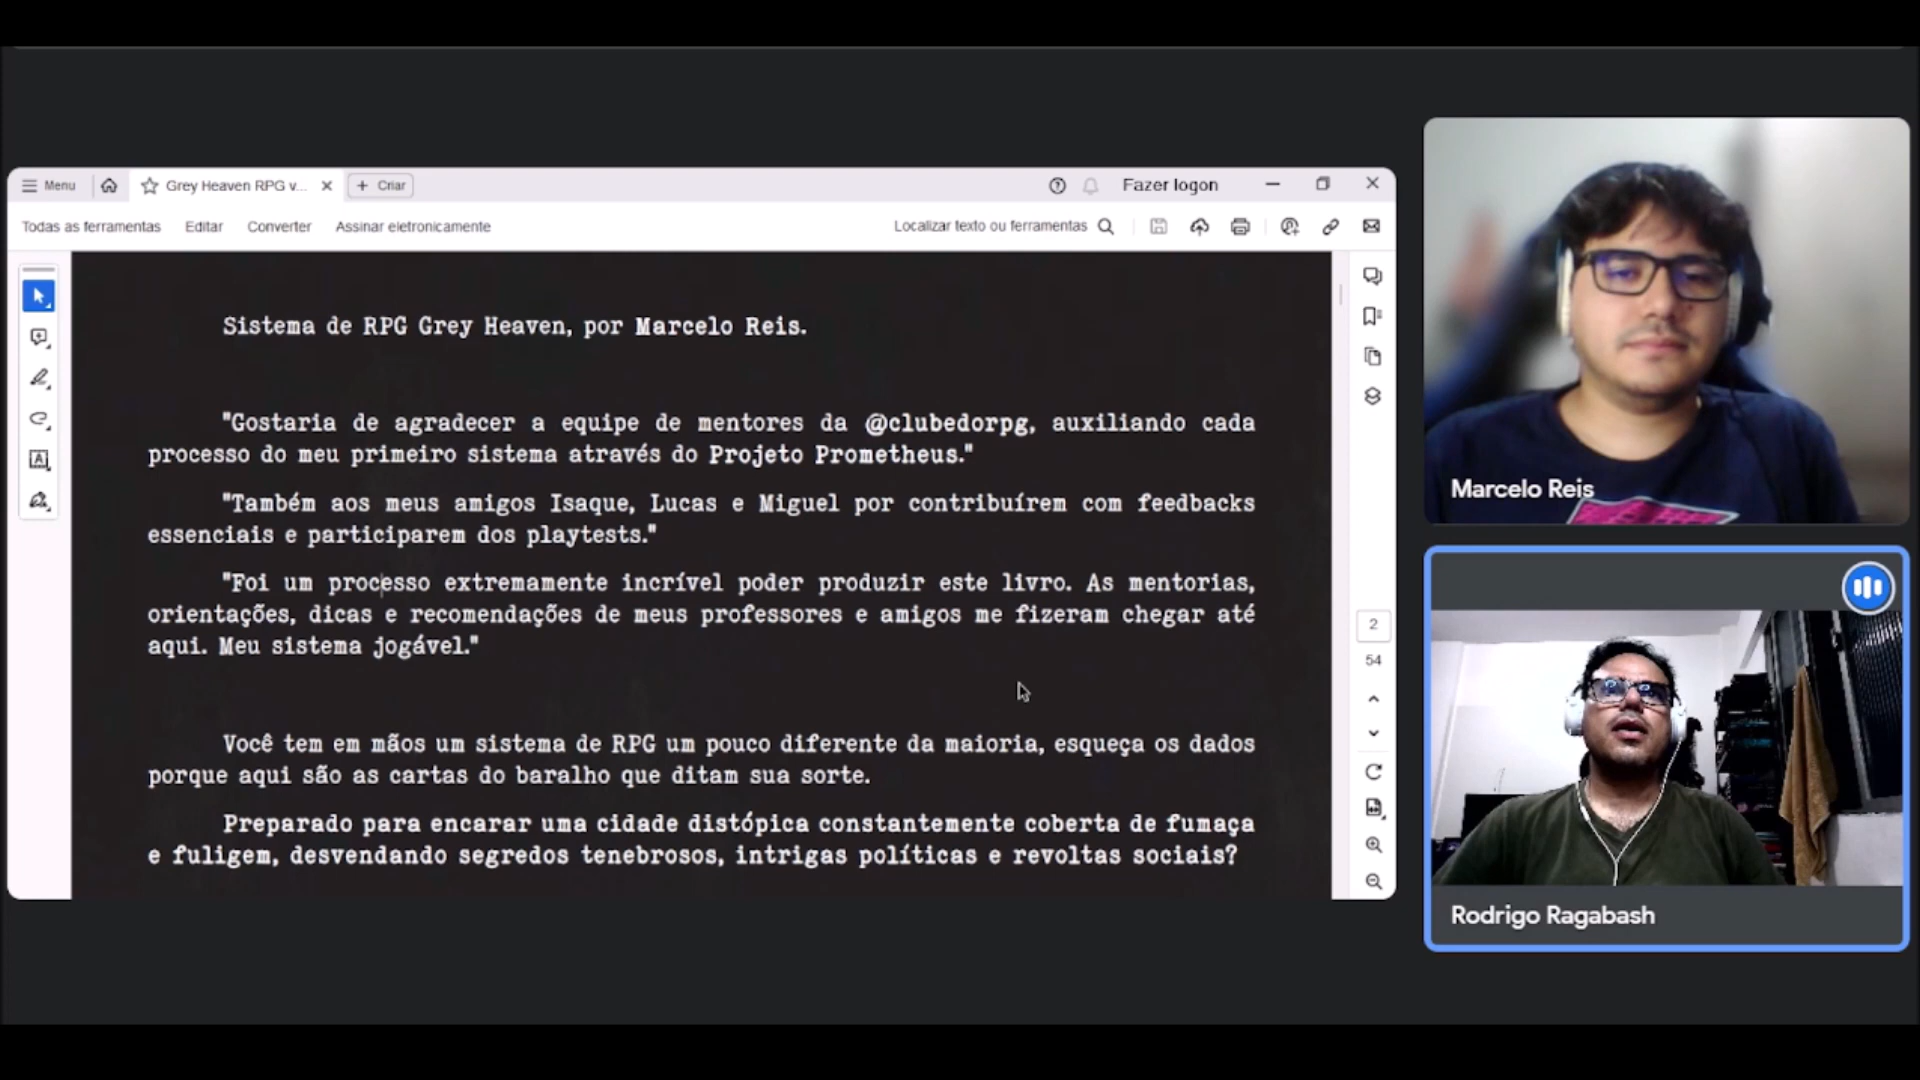 Menu
Grey Heaven RPG v...
Criar
Fazer logon
Todas as ferramentas
Editar
Converter
Assinar eletronicamente
Localizar texto ou ferramentas
Sistema de RPG Grey Heaven, por Marcelo Reis.
"Gostaria de agradecer a equipe de mentores da @clubedorpg, auxiliando cada
processo do meu primeiro sistema através do Projeto Prometheus."
"Também aos meus amigos Isaque, Lucas e Miguel por contribuírem com feedbacks
essenciais e participarem dos playtests."
"Foi um processo extremamente incrível poder produzir este livro. As mentorias,
orientações, dicas e recomendações de meus professores e amigos me fizeram chegar até
aqui. Meu sistema jogável."
Você tem em mãos um sistema de RPG um pouco diferente da maioria, esqueça os dados
porque aqui são as cartas do baralho que ditam sua sorte.
Preparado para encarar uma cidade distópica constantemente coberta de fumaça
e fuligem, desvendando segredos tenebrosos, intrigas políticas e revoltas sociais?
2
54
Marcelo Reis
Rodrigo Ragabash